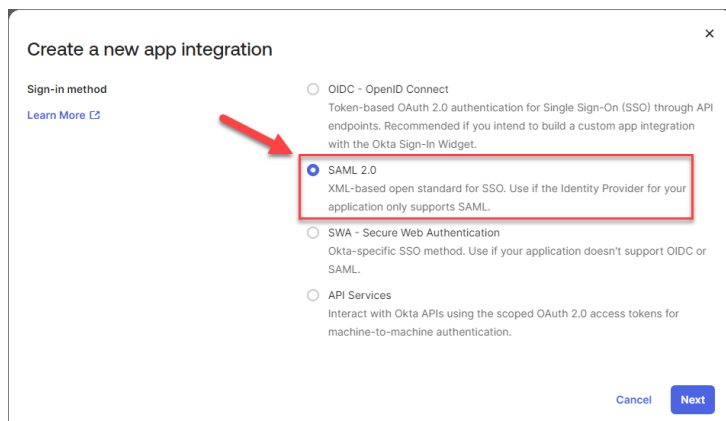 Create a new app integration
Sign-in method
Learn More
OIDC - OpenID Connect
Token-based OAuth 2.0 authentication for Single Sign-On (SSO) through API
endpoints. Recommended if you intend to build a custom app integration
with the Okta Sign-In Widget.
SAML 2.0
XML-based open standard for SSO. Use if the Identity Provider for your
application only supports SAML.
SWA - Secure Web Authentication
Okta-specific SSO method. Use if your application doesn't support OIDC or
SAML.
API Services
Interact with Okta APIs using the scoped OAuth 2.0 access tokens for
machine-to-machine authentication.
Cancel
Next